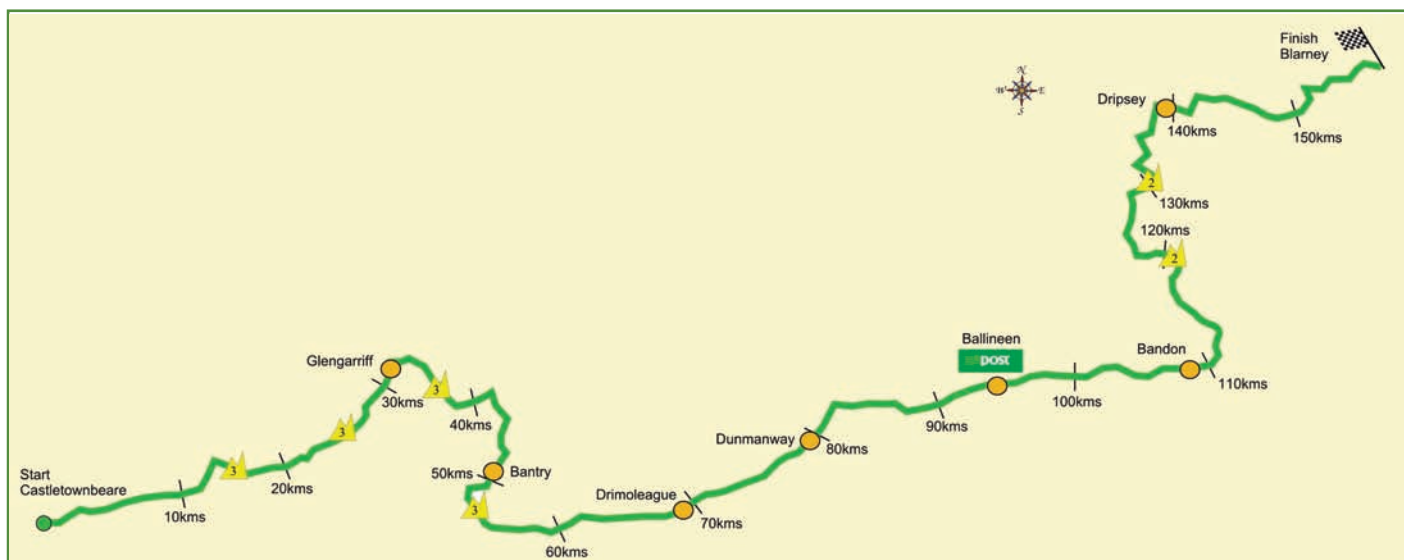 Start
Castletownbeare
10kms
3
20kms
3
30kms
Glengarriff
3
40kms
Bantry
50kms
3
60kms
Drimoleague
70kms
Dunmanway
80kms
90kms
Ballineen
post
100kms
Bandon
110kms
2
120kms
2
130kms
Dripsey
140kms
150kms
Finish
Blarney
N
W
E
S